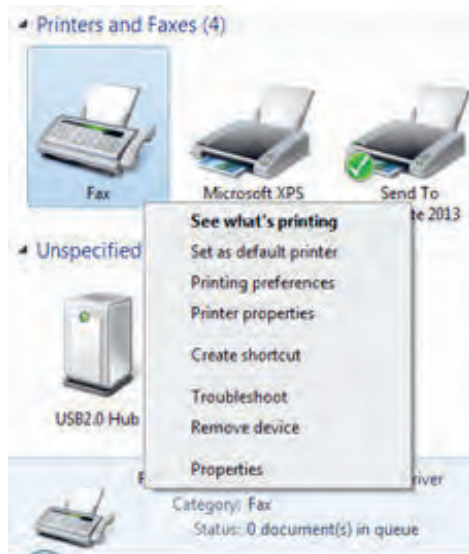 Printers and Faxes (4)
Fax
Microsoft XPS
Send To
te 2013
See what's printing
Set as default printer
Printing preferences
Printer properties
Create shortcut
Troubleshoot
Remove device
Properties
Unspecified
USB2.0 Hub
F
river
Category: Fax
Status: 0 document(s) in queue